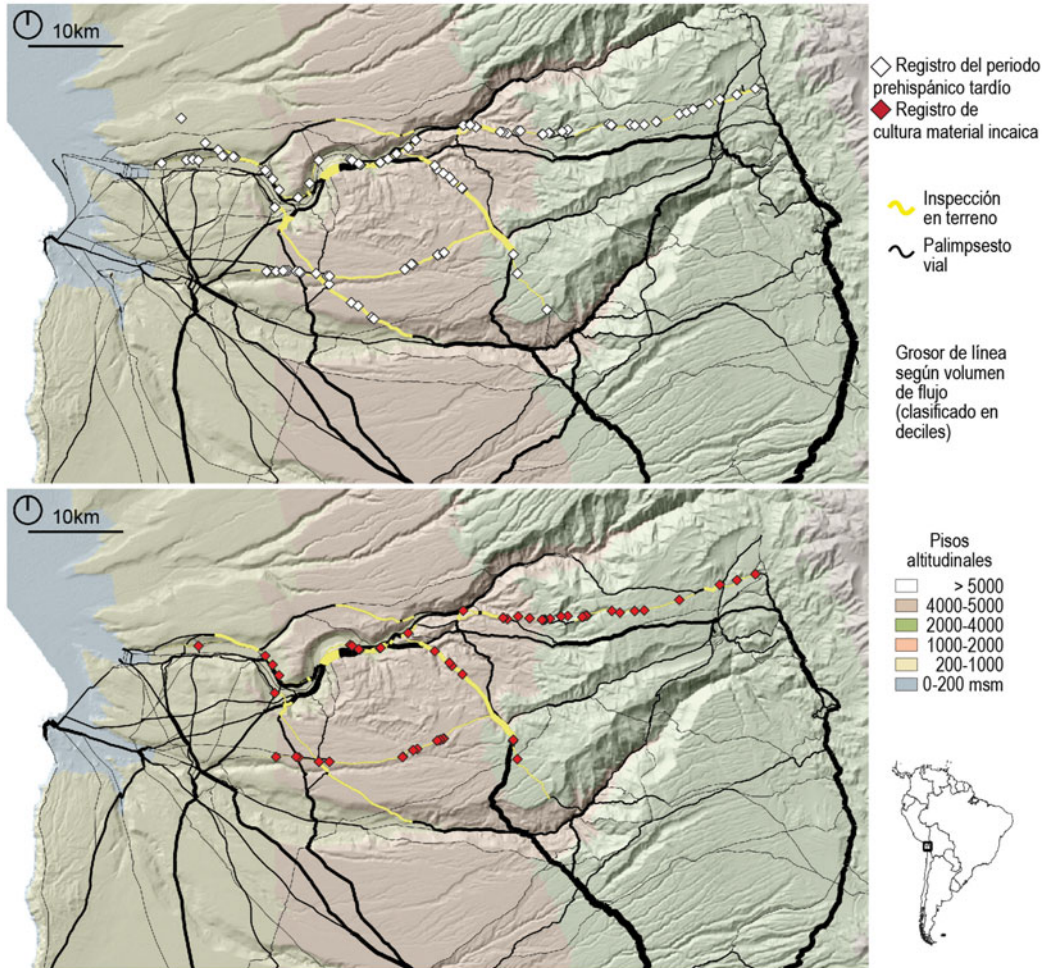 10km
Registro del periodo
prehispánico tardío
Registro de
cultura material incaica
Inspección
en terreno
Palimpsesto
vial
Grosor de línea
según volumen
de flujo
(clasificado en
deciles)
10km
Pisos
altitudinales
> 5000
4000-5000
2000-4000
1000-2000
200-1000
0-200 msm